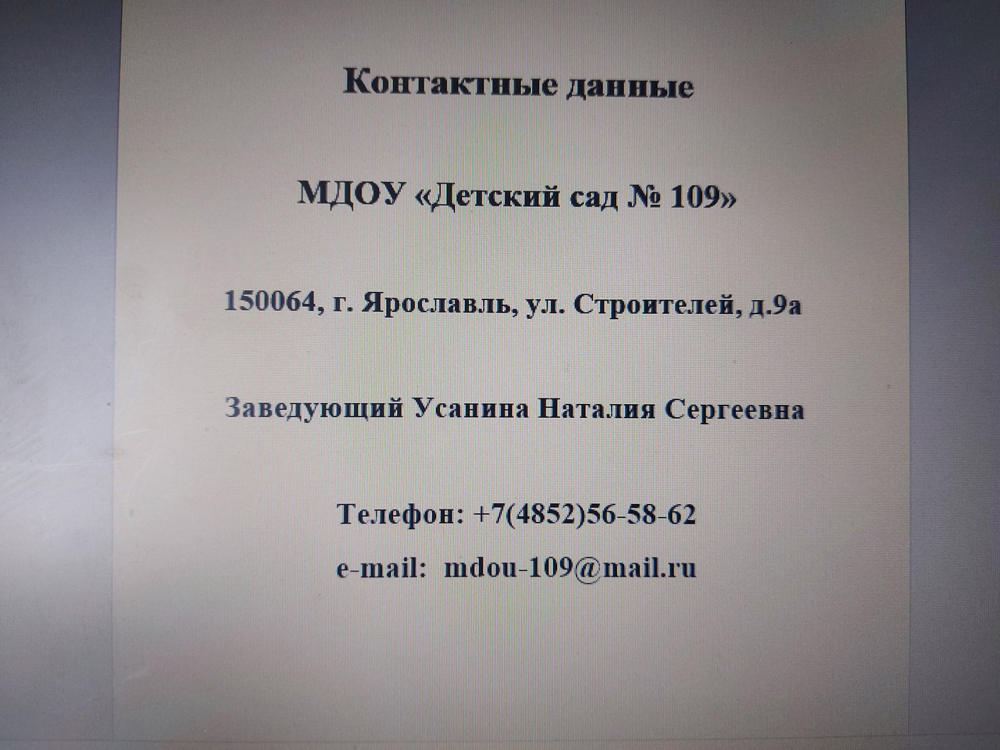 Контактные данные
МДОУ «Детский сад № 109»
150064, г. Ярославль, ул. Строителей, д.9а
Заведующий Усанина Наталия Сергеевна
Телефон: +7(4852)56-58-62
e-mail: mdou-109@mail.ru